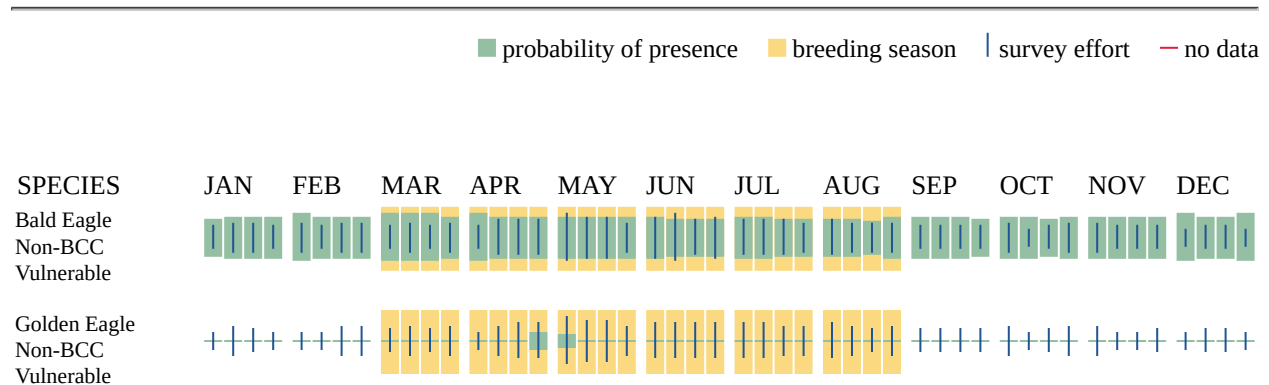 probability of presence breeding season survey effort no data
SPECIES JAN FEB MAR APR MAY JUN JUL AUG SEP OCT NOV DEC
Bald Eagle
Non-BCC
Vulnerable
Golden Eagle
Non-BCC
Vulnerable